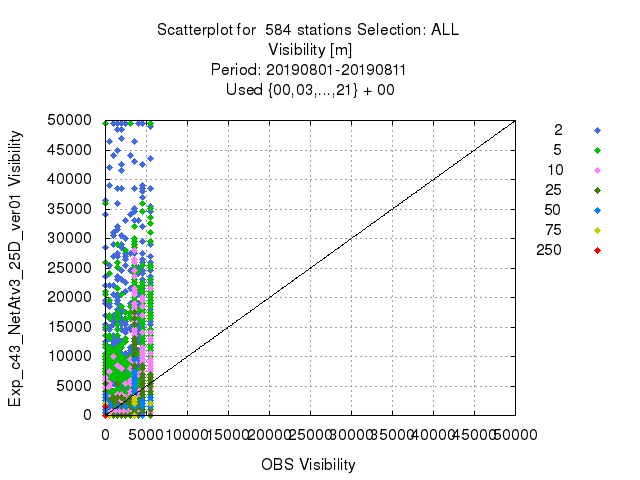 Scatterplot for 584 stations Selection: ALL
Visibility [m]
Period: 20190801-20190811
Used {00,03,...,21} + 00
Exp_c43_NetAtv3_25D_ver01 Visibility
50000
45000
40000
35000
30000
25000
20000
15000
10000
5000
0
0 5000 10000 15000 20000 25000 30000 35000 40000 45000 50000
OBS Visibility
2
5
10
25
50
75
250